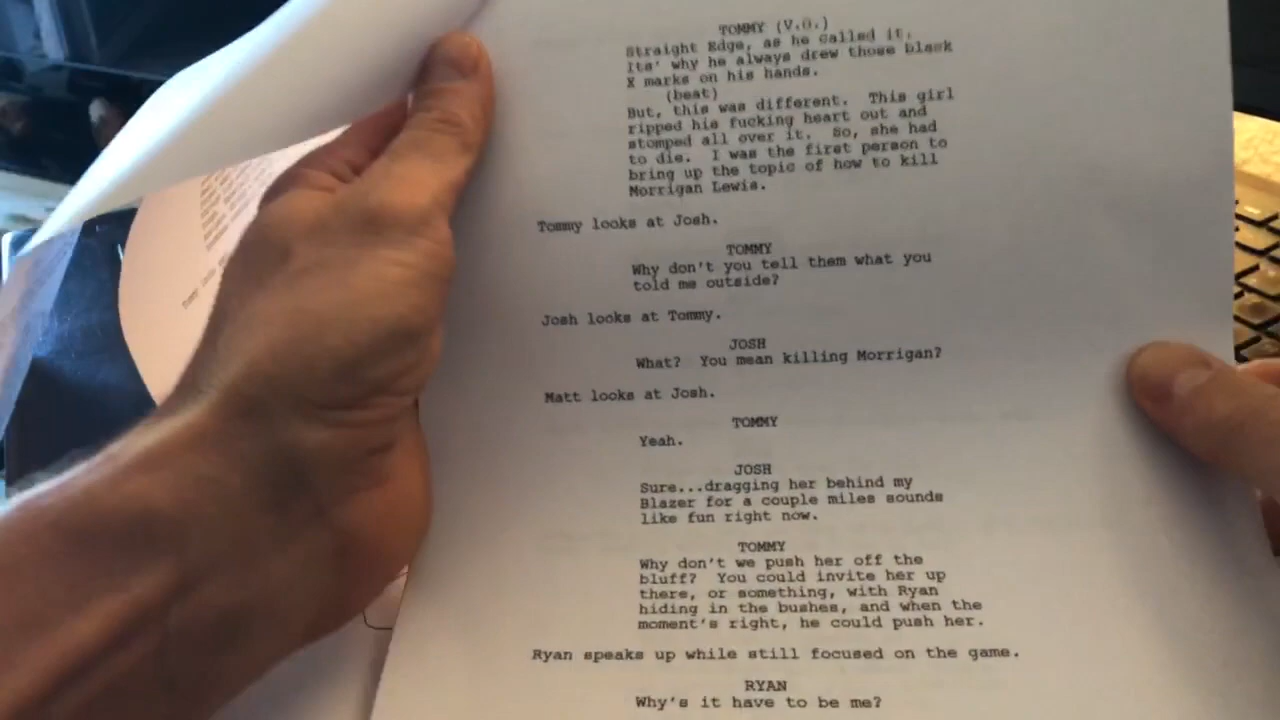 TOMMY (V.O.)
Straight Edge, as he called it.
Its' why he always drew those black
X marks on his hands.
(beat)
But, this was different. This girl
ripped his fucking heart out and
stomped all over it. So, she had
to die. I was the first person to
bring up the topic of how to kill
Morrigan Lewis.
Tommy looks at Josh.
TOMMY
Why don't you tell them what you
told me outside?
Josh looks at Tommy.
JOSH
What? You mean killing Morrigan?
Matt looks at Josh.
TOMMY
Yeah.
JOSH
Sure...dragging her behind my
Blazer for a couple miles sounds
like fun right now.
TOMMY
Why don't we push her off the
bluff? You could invite her up
there, or something, with Ryan
hiding in the bushes, and when the
moment's right, he could push her.
Ryan speaks up while still focused on the game.
RYAN
Why's it have to be me?